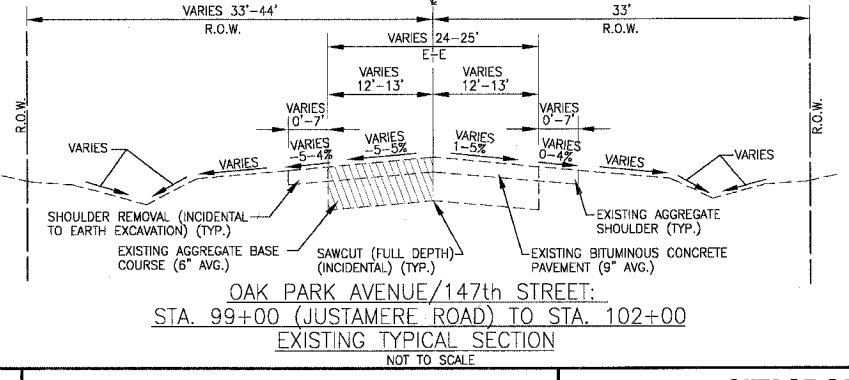 VARIES 33'-44'
R.O.W.
33'
R.O.W.
VARIES 24-25'
E-E
VARIES
12'-13'
VARIES
12'-13'
VARIES
0'-7'
VARIES
0'-7'
R.O.W.
R.O.W.
VARIES
VARIES
-5-4%
-5-5%
VARIES
1-5%
VARIES
0-4%
VARIES
VARIES
VARIES
SHOULDER REMOVAL (INCIDENTAL
TO EARTH EXCAVATION) (TYP.)
EXISTING AGGREGATE BASE
COURSE (6" AVG.)
SAWCUT (FULL DEPTH)
(INCIDENTAL) (TYP.)
EXISTING BITUMINOUS CONCRETE
PAVEMENT (9" AVG.)
EXISTING AGGREGATE
SHOULDER (TYP.)
OAK PARK AVENUE/147th STREET:
STA. 99+00 (JUSTAMERE ROAD) TO STA. 102+00
EXISTING TYPICAL SECTION
NOT TO SCALE